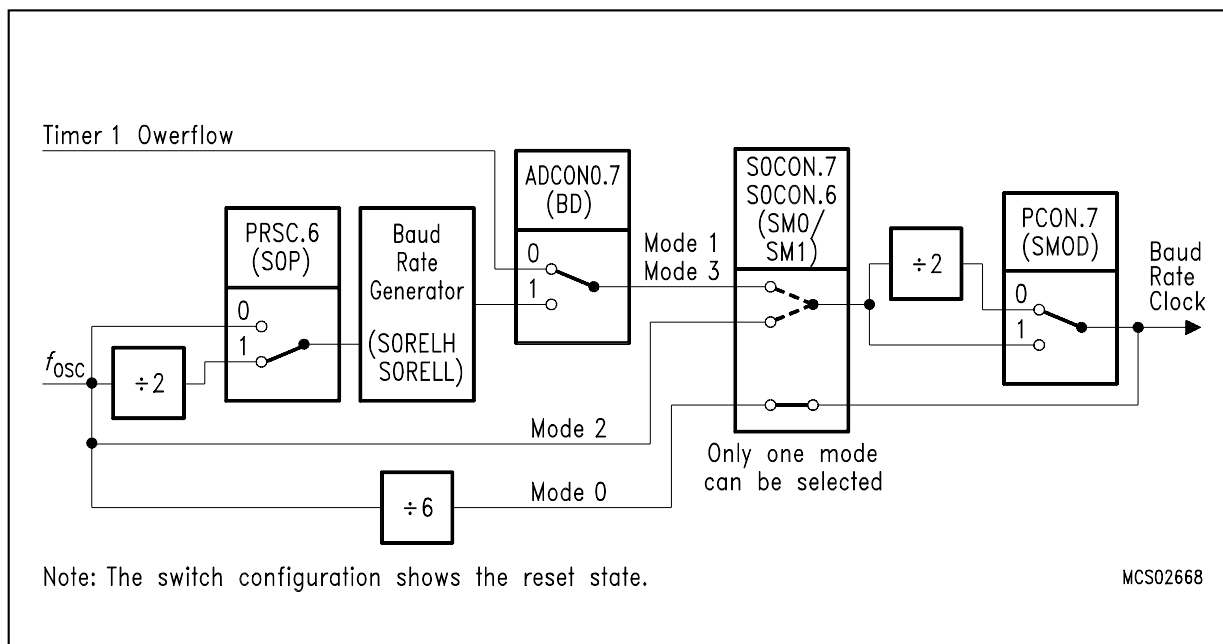 Timer 1 Owerflow
ADCON0.7
(BD)
0
1
S0CON.7
S0CON.6
(SM0/
SM1)
PRSC.6
(S0P)
0
1
Baud
Rate
Generator
(S0RELH
S0RELL)
Mode 1
Mode 3
÷2
PCON.7
(SMOD)
0
1
Baud
Rate
Clock
fOSC
÷2
Mode 2
Only one mode
can be selected
÷6
Mode 0
Note: The switch configuration shows the reset state.
MCS02668